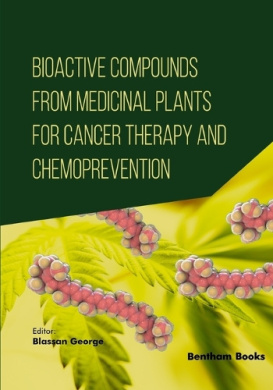 BIOACTIVE COMPOUNDS
FROM MEDICINAL PLANTS
FOR CANCER THERAPY AND
CHEMOPREVENTION
Editor:
Blassan George
Bentham Books